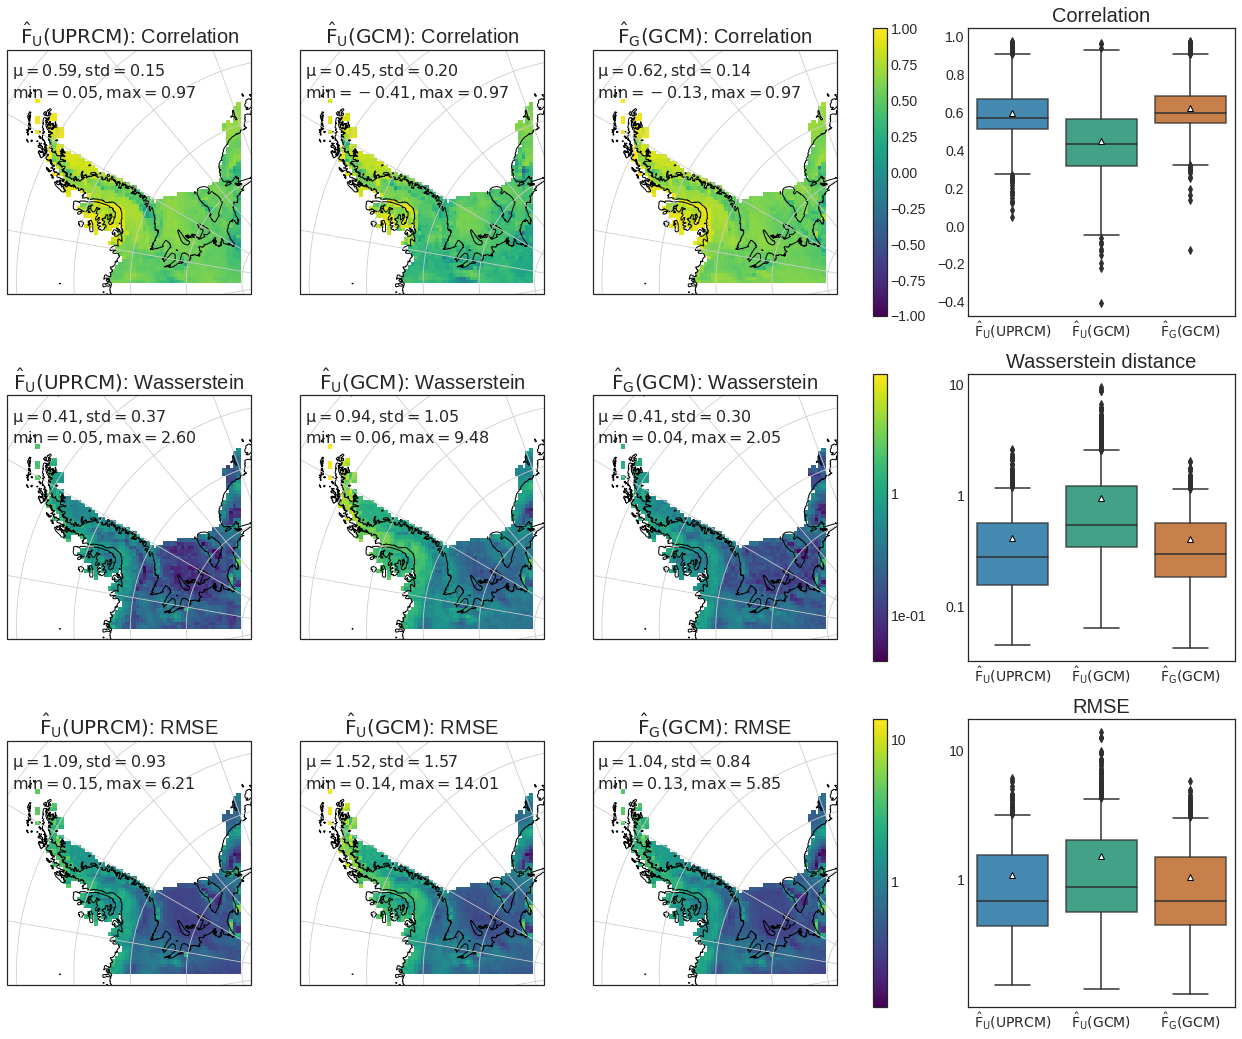 F̂U(UPRCM): Correlation
μ = 0.59, std = 0.15
min = 0.05, max = 0.97
F̂U(GCM): Correlation
μ = 0.45, std = 0.20
min = −0.41, max = 0.97
F̂G(GCM): Correlation
μ = 0.62, std = 0.14
min = −0.13, max = 0.97
1.00
0.75
0.50
0.25
0.00
−0.25
−0.50
−0.75
−1.00
Correlation
1.0
0.8
0.6
0.4
0.2
0.0
−0.2
−0.4
F̂U(UPRCM) F̂U(GCM) F̂G(GCM)
F̂U(UPRCM): Wasserstein
μ = 0.41, std = 0.37
min = 0.05, max = 2.60
F̂U(GCM): Wasserstein
μ = 0.94, std = 1.05
min = 0.06, max = 9.48
F̂G(GCM): Wasserstein
μ = 0.41, std = 0.30
min = 0.04, max = 2.05
1
1e-01
Wasserstein distance
10
1
0.1
F̂U(UPRCM) F̂U(GCM) F̂G(GCM)
F̂U(UPRCM): RMSE
μ = 1.09, std = 0.93
min = 0.15, max = 6.21
F̂U(GCM): RMSE
μ = 1.52, std = 1.57
min = 0.14, max = 14.01
F̂G(GCM): RMSE
μ = 1.04, std = 0.84
min = 0.13, max = 5.85
10
1
RMSE
10
1
F̂U(UPRCM) F̂U(GCM) F̂G(GCM)